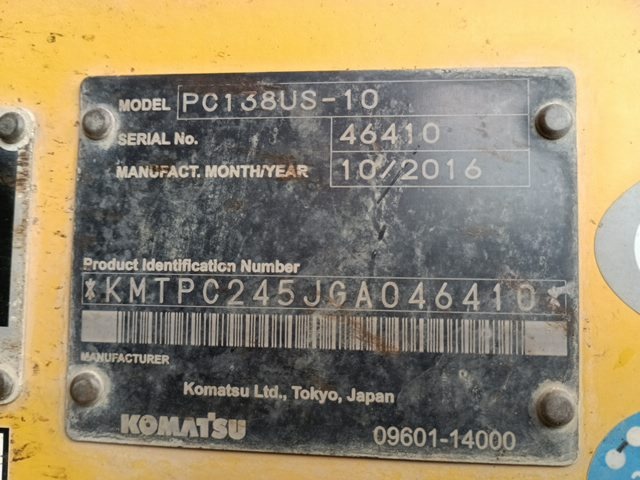 MODEL PC138US-10
SERIAL No. 46410
MANUFACT. MONTH/YEAR 10/2016
Product Identification Number
*KMTPC245JGA046410*
MANUFACTURER
Komatsu Ltd., Tokyo, Japan
KOMATSU 09601-14000